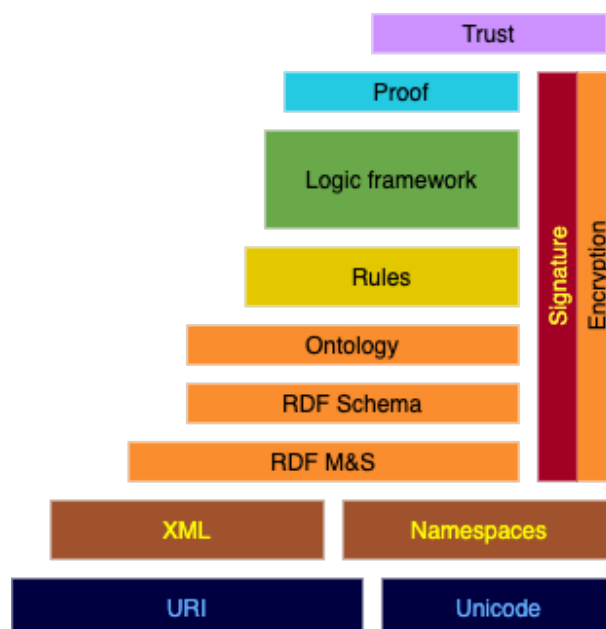 Trust
Proof
Logic framework
Rules
Ontology
RDF Schema
RDF M&S
Signature
Encryption
XML
Namespaces
URI
Unicode